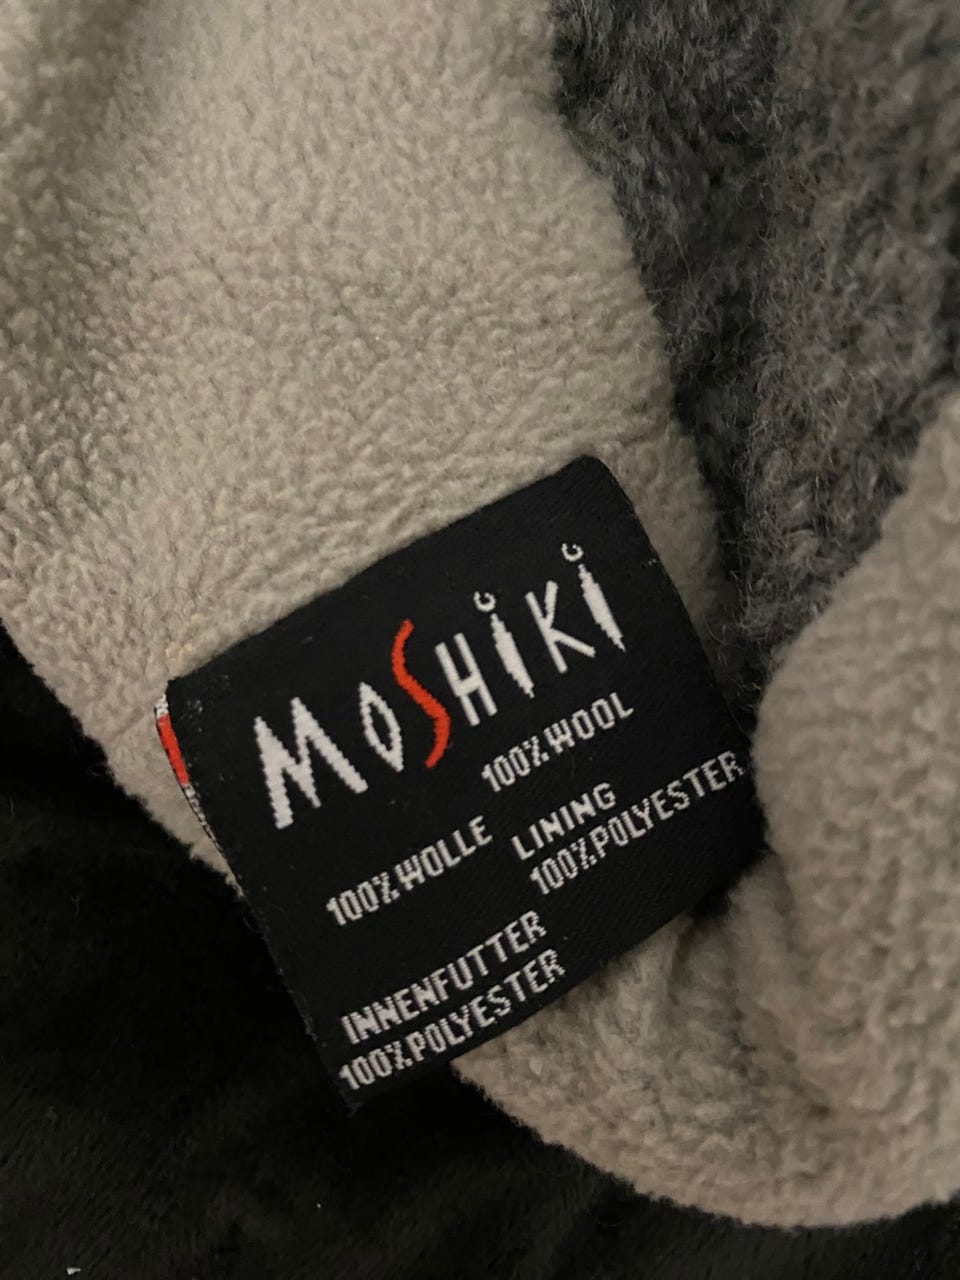 MOSHIKI
100%WOLLE
100%WOOL
INNENFUTTER
100%POLYESTER
LINING
100%POLYESTER